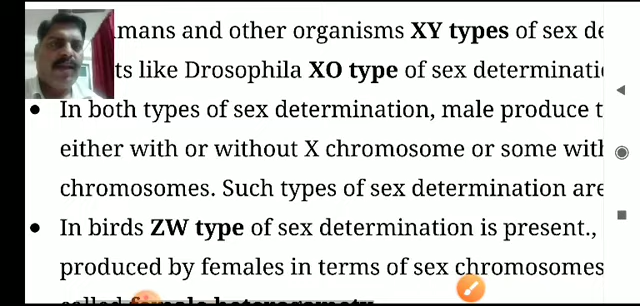 mans and other organisms XY types of sex de
ts like Drosophila XO type of sex determinati
• In both types of sex determination, male produce t
either with or without X chromosome or some with
chromosomes. Such types of sex determination are
• In birds ZW type of sex determination is present.,
produced by females in terms of sex chromosomes
called female heterogamety